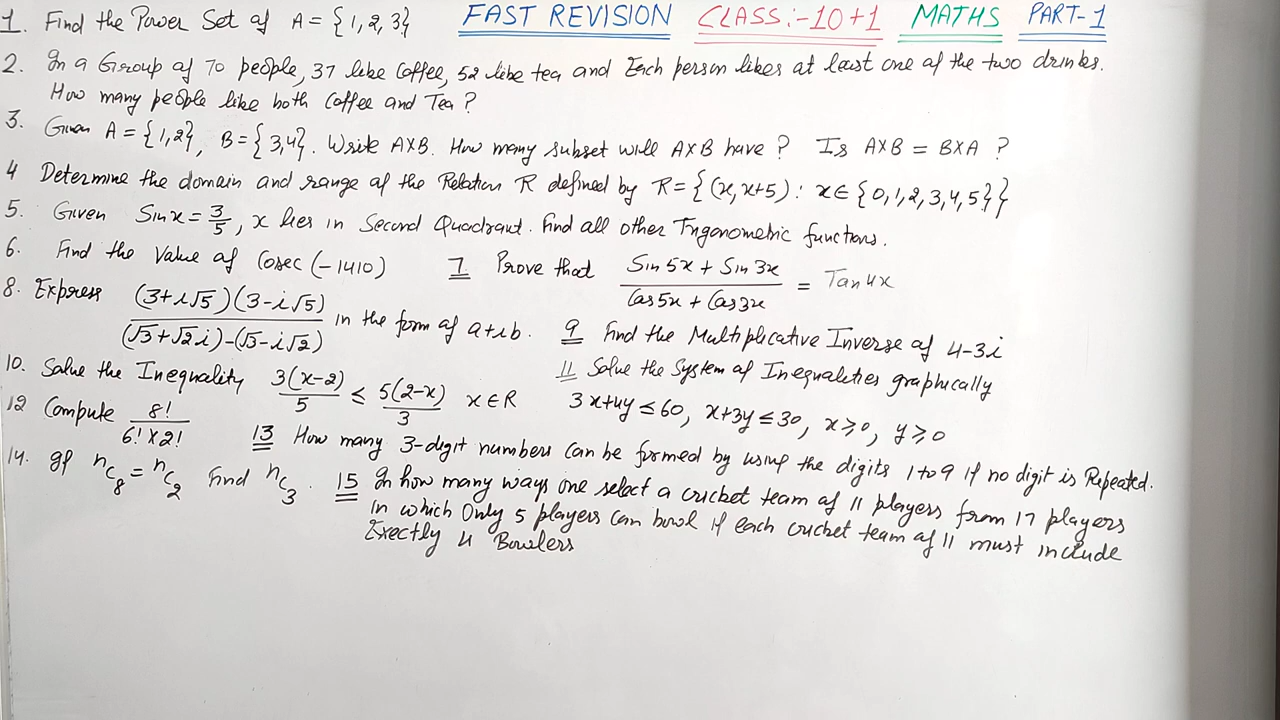 1. Find the Power Set of A = {1, 2, 3} FAST REVISION CLASS:-10+1 MATHS PART-1
2. In a Group of 70 people, 37 like Coffee, 52 like tea and Each person likes at least one of the two drinks.
How many people like both Coffee and Tea?
3. Given A = {1,2}, B = {3,4}. Write A×B. How many subset will A×B have? Is A×B = B×A ?
4 Determine the domain and range of the Relation R defined by R = {(x, x+5) : x ∈ {0,1,2,3,4,5}}
5. Given Sin x = 3/5, x lies in Second Quadrant. Find all other Trigonometric functions.
6. Find the Value of Cosec (-1410) 7 Prove that (Sin 5x + Sin 3x)/(Cos 5x + Cos 3x) = Tan 4x
8. Express ((3+i√5)(3-i√5))/((√3+√2i)-(√3-i√2)) in the form of a+ib. 9 Find the Multiplicative Inverse of 4-3i
10. Solve the Inequality 3(x-2)/5 ≤ 5(2-x)/3 x ∈ R 11 Solve the System of Inequalities graphically
3x+4y ≤ 60, x+3y ≤ 30, x ≥ 0, y ≥ 0
12 Compute 8!/(6! × 2!) 13 How many 3-digit numbers can be formed by using the digits 1 to 9 if no digit is Repeated.
14. If ⁿC₈ = ⁿC₂ Find ⁿC₃. 15 In how many ways one select a cricket team of 11 players from 17 players
in which Only 5 players can bowl if each cricket team of 11 must include
Exectly 4 Bowlers